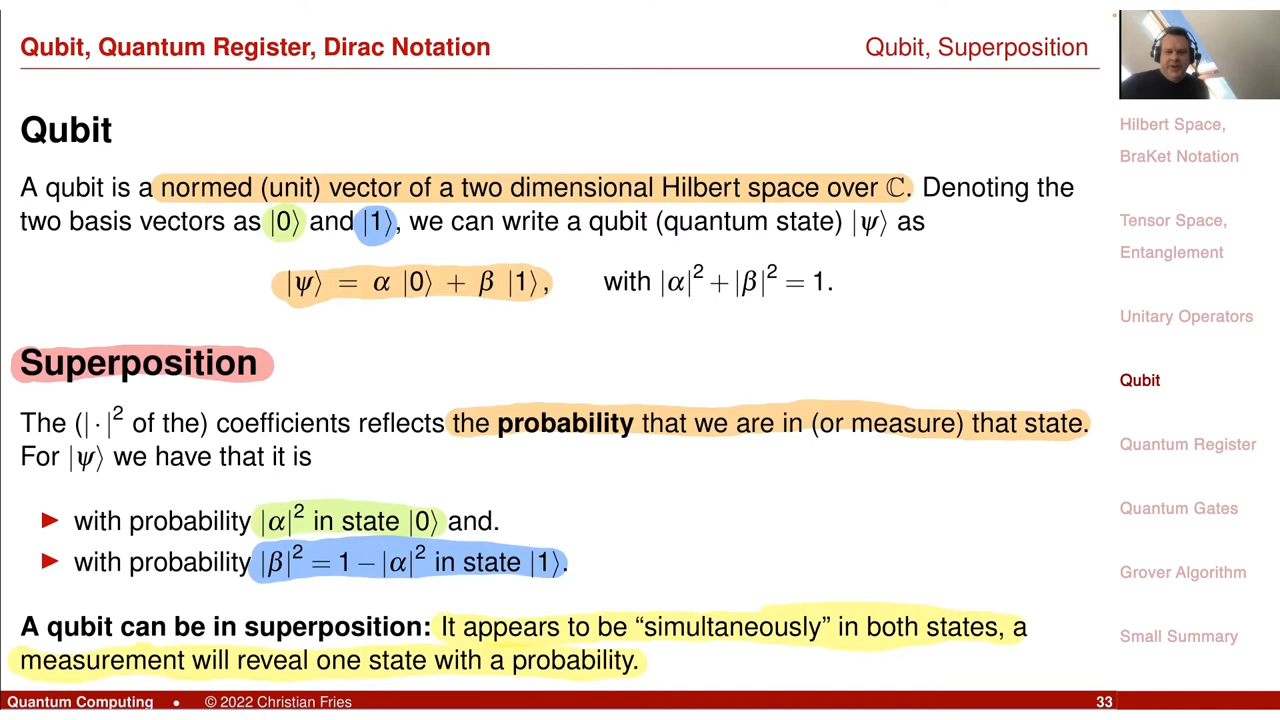 Qubit, Quantum Register, Dirac Notation
Qubit, Superposition
Qubit
A qubit is a normed (unit) vector of a two dimensional Hilbert space over ℂ. Denoting the
two basis vectors as |0⟩ and |1⟩, we can write a qubit (quantum state) |ψ⟩ as
|ψ⟩ = α |0⟩ + β |1⟩, with |α|² + |β|² = 1.
Superposition
The (|·|² of the) coefficients reflects the probability that we are in (or measure) that state.
For |ψ⟩ we have that it is
▶ with probability |α|² in state |0⟩ and.
▶ with probability |β|² = 1 − |α|² in state |1⟩.
A qubit can be in superposition: It appears to be “simultaneously” in both states, a
measurement will reveal one state with a probability.
Hilbert Space,
BraKet Notation
Tensor Space,
Entanglement
Unitary Operators
Qubit
Quantum Register
Quantum Gates
Grover Algorithm
Small Summary
Quantum Computing • © 2022 Christian Fries 33